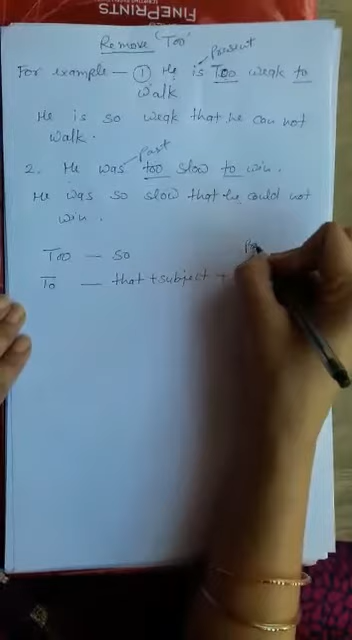 FINEPRINTS
Remove 'Too'
Present
For example — ① He is Too weak to
walk
He is so weak that he can not
walk.
Past
2. He was too slow to win.
He was so slow that he could not
win.
Too — so
To — that + subject +